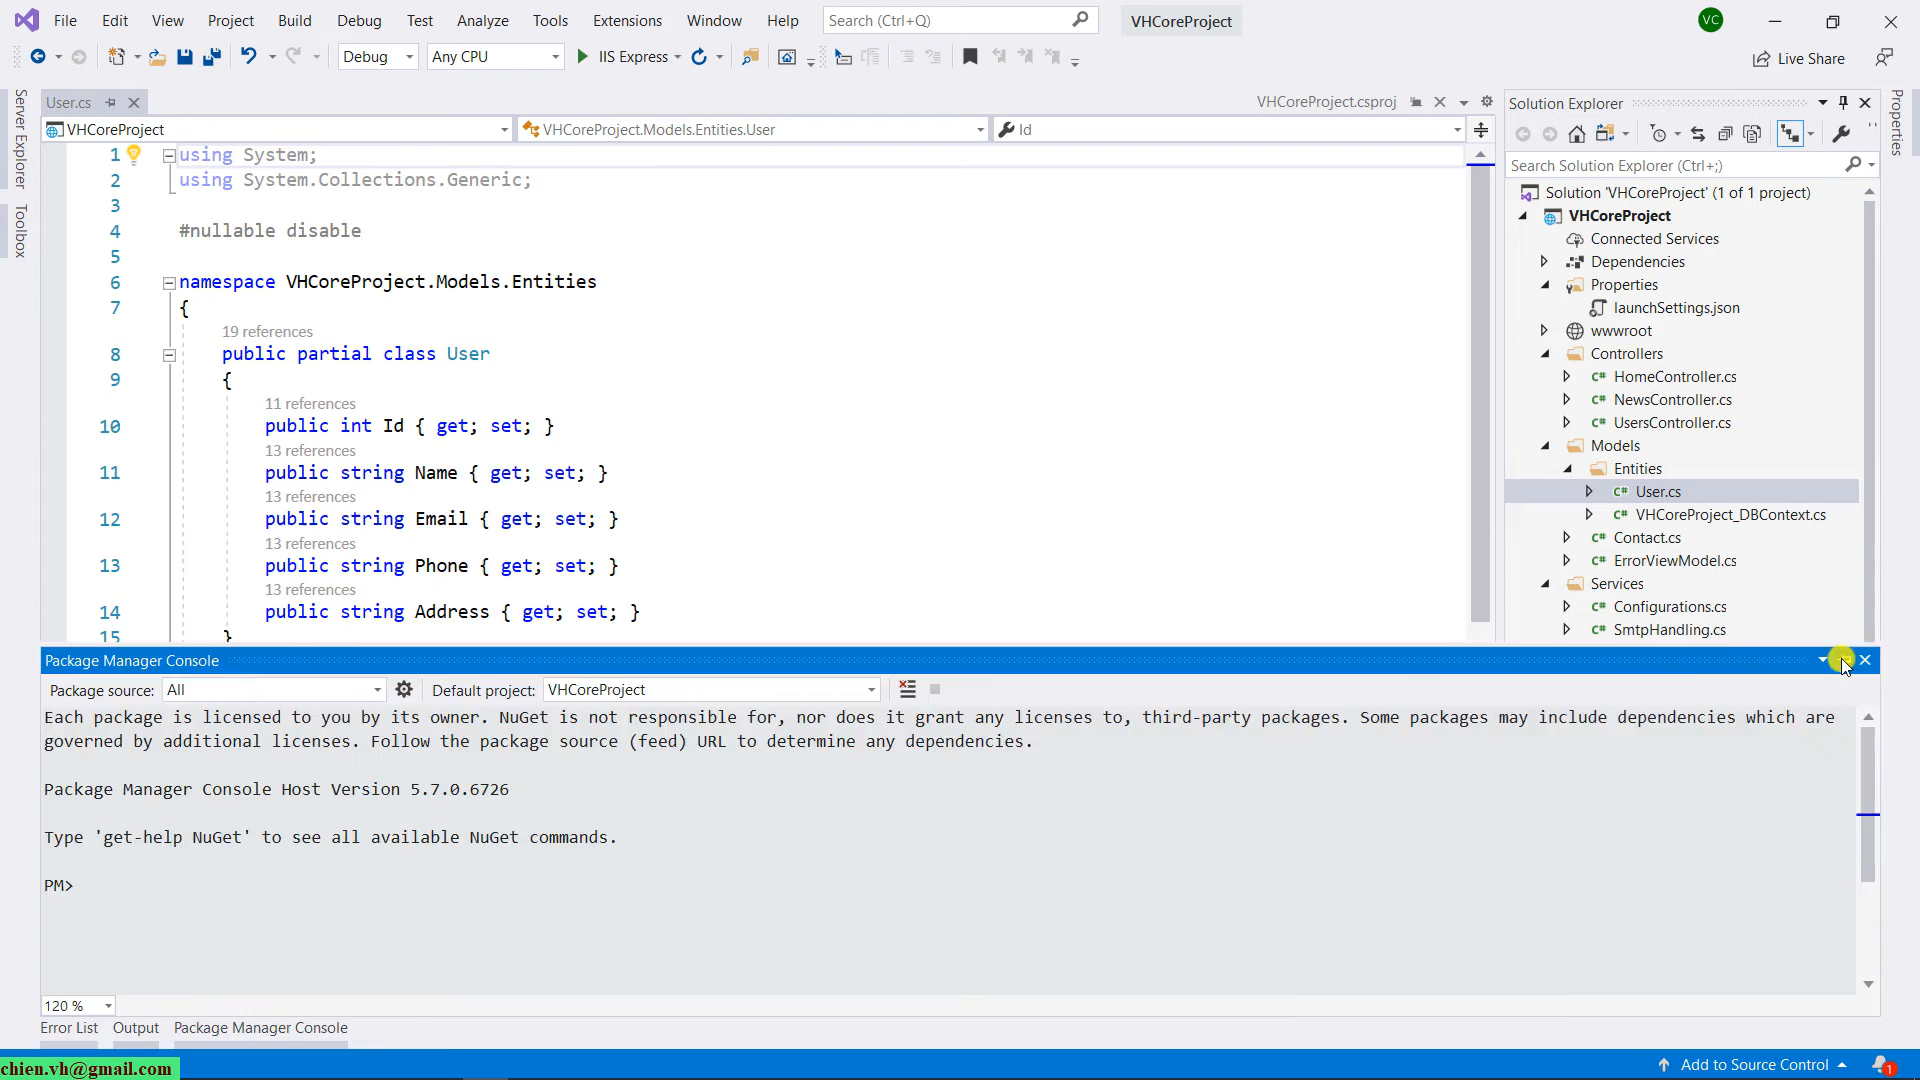 File Edit View Project Build Debug Test Analyze Tools Extensions Window Help Search (Ctrl+Q) VHCoreProject VC
Debug Any CPU IIS Express Live Share
User.cs VHCoreProject.csproj
VHCoreProject VHCoreProject.Models.Entities.User Id
1 using System;
2 using System.Collections.Generic;
3
4 #nullable disable
5
6 namespace VHCoreProject.Models.Entities
7 {
19 references
8 public partial class User
9 {
11 references
10 public int Id { get; set; }
13 references
11 public string Name { get; set; }
13 references
12 public string Email { get; set; }
13 references
13 public string Phone { get; set; }
13 references
14 public string Address { get; set; }
15 }
Server Explorer
Toolbox
Solution Explorer
Search Solution Explorer (Ctrl+;)
Solution 'VHCoreProject' (1 of 1 project)
VHCoreProject
Connected Services
Dependencies
Properties
launchSettings.json
wwwroot
Controllers
C# HomeController.cs
C# NewsController.cs
C# UsersController.cs
Models
Entities
C# User.cs
C# VHCoreProject_DBContext.cs
C# Contact.cs
C# ErrorViewModel.cs
Services
C# Configurations.cs
C# SmtpHandling.cs
Properties
Package Manager Console
Package source: All Default project: VHCoreProject
Each package is licensed to you by its owner. NuGet is not responsible for, nor does it grant any licenses to, third-party packages. Some packages may include dependencies which are
governed by additional licenses. Follow the package source (feed) URL to determine any dependencies.
Package Manager Console Host Version 5.7.0.6726
Type 'get-help NuGet' to see all available NuGet commands.
PM>
120 %
Error List Output Package Manager Console
chien.vh@gmail.com Add to Source Control 1